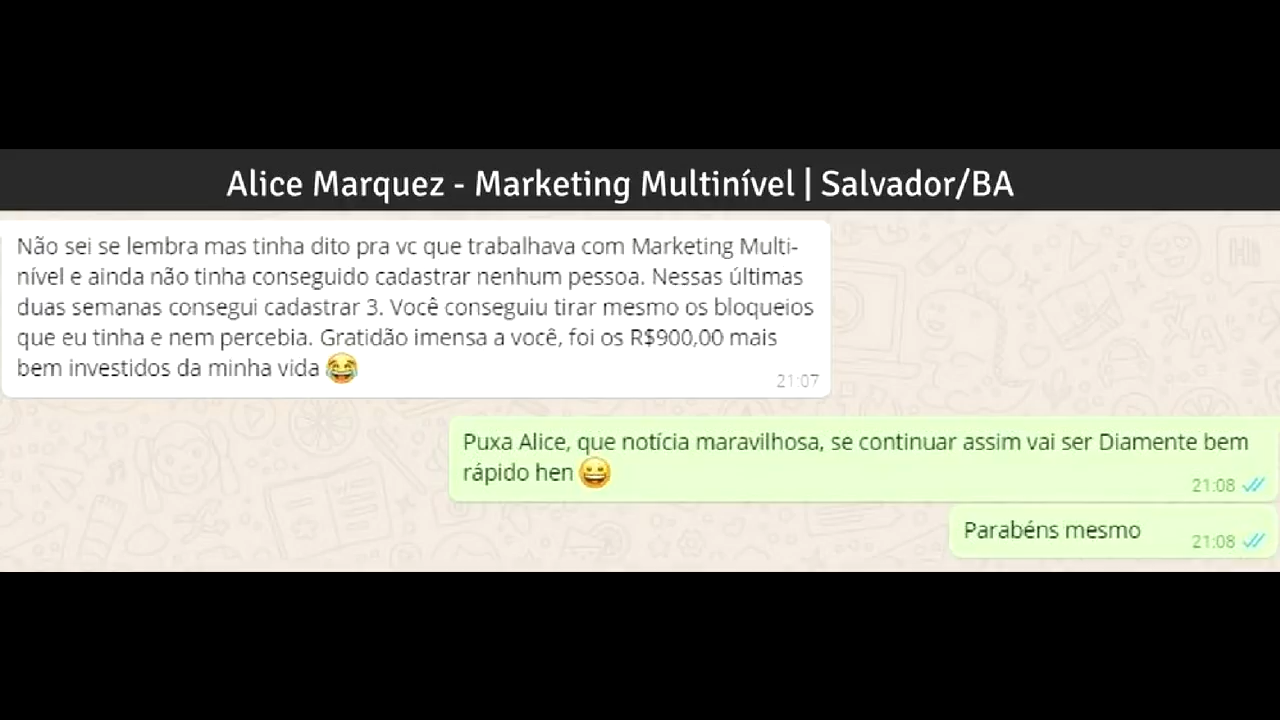 Alice Marquez - Marketing Multinível | Salvador/BA
Não sei se lembra mas tinha dito pra vc que trabalhava com Marketing Multi-
nível e ainda não tinha conseguido cadastrar nenhum pessoa. Nessas últimas
duas semanas consegui cadastrar 3. Você conseguiu tirar mesmo os bloqueios
que eu tinha e nem percebia. Gratidão imensa a você, foi os R$900,00 mais
bem investidos da minha vida 😂
21:07
Puxa Alice, que notícia maravilhosa, se continuar assim vai ser Diamente bem
rápido hen 😀
21:08
Parabéns mesmo
21:08